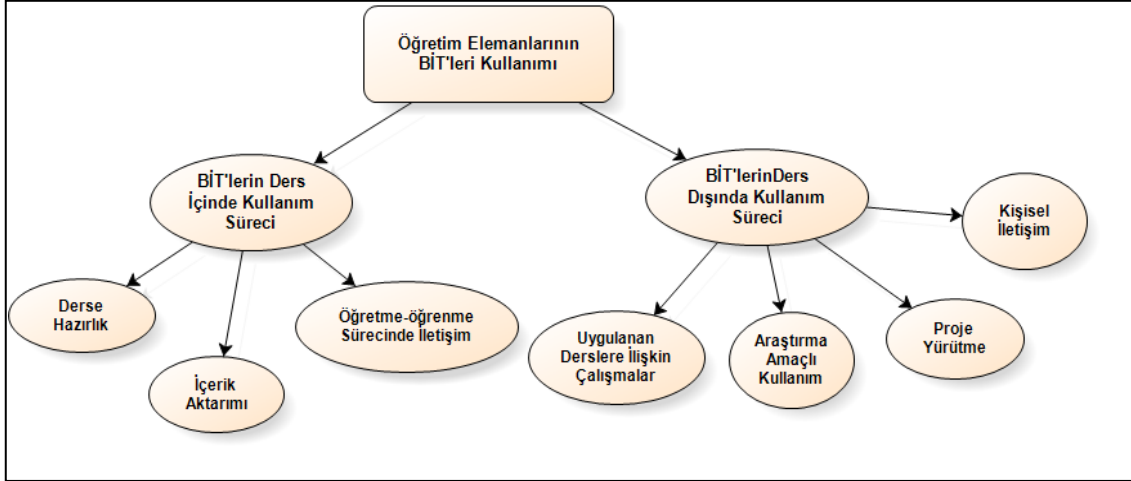 Öğretim Elemanlarının
BİT'leri Kullanımı
BİT'lerin Ders
İçinde Kullanım
Süreci
BİT'lerinDers
Dışında Kullanım
Süreci
Kişisel
İletişim
Derse
Hazırlık
İçerik
Aktarımı
Öğretme-öğrenme
Sürecinde İletişim
Uygulanan
Derslere İlişkin
Çalışmalar
Araştırma
Amaçlı
Kullanım
Proje
Yürütme